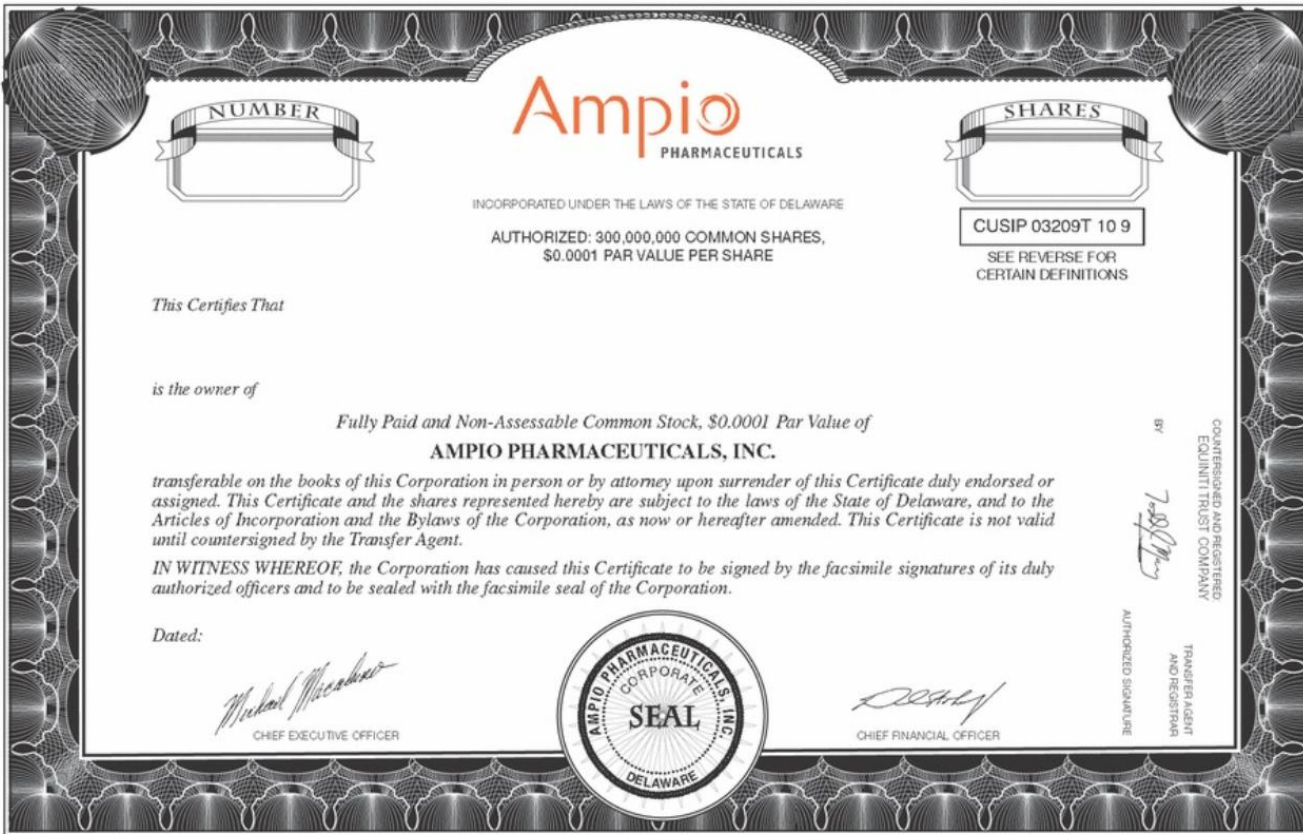 NUMBER
Ampio
PHARMACEUTICALS
SHARES
INCORPORATED UNDER THE LAWS OF THE STATE OF DELAWARE
AUTHORIZED: 300,000,000 COMMON SHARES,
$0.0001 PAR VALUE PER SHARE
CUSIP 03209T 10 9
SEE REVERSE FOR
CERTAIN DEFINITIONS
This Certifies That
is the owner of
Fully Paid and Non-Assessable Common Stock, $0.0001 Par Value of
AMPIO PHARMACEUTICALS, INC.
transferable on the books of this Corporation in person or by attorney upon surrender of this Certificate duly endorsed or
assigned. This Certificate and the shares represented hereby are subject to the laws of the State of Delaware, and to the
Articles of Incorporation and the Bylaws of the Corporation, as now or hereafter amended. This Certificate is not valid
until countersigned by the Transfer Agent.
IN WITNESS WHEREOF, the Corporation has caused this Certificate to be signed by the facsimile signatures of its duly
authorized officers and to be sealed with the facsimile seal of the Corporation.
Dated:
CHIEF EXECUTIVE OFFICER
AMPIO PHARMACEUTICALS, INC.
CORPORATE
SEAL
DELAWARE
CHIEF FINANCIAL OFFICER
COUNTERSIGNED AND REGISTERED:
EQUINITI TRUST COMPANY
TRANSFER AGENT
AND REGISTRAR
BY
AUTHORIZED SIGNATURE